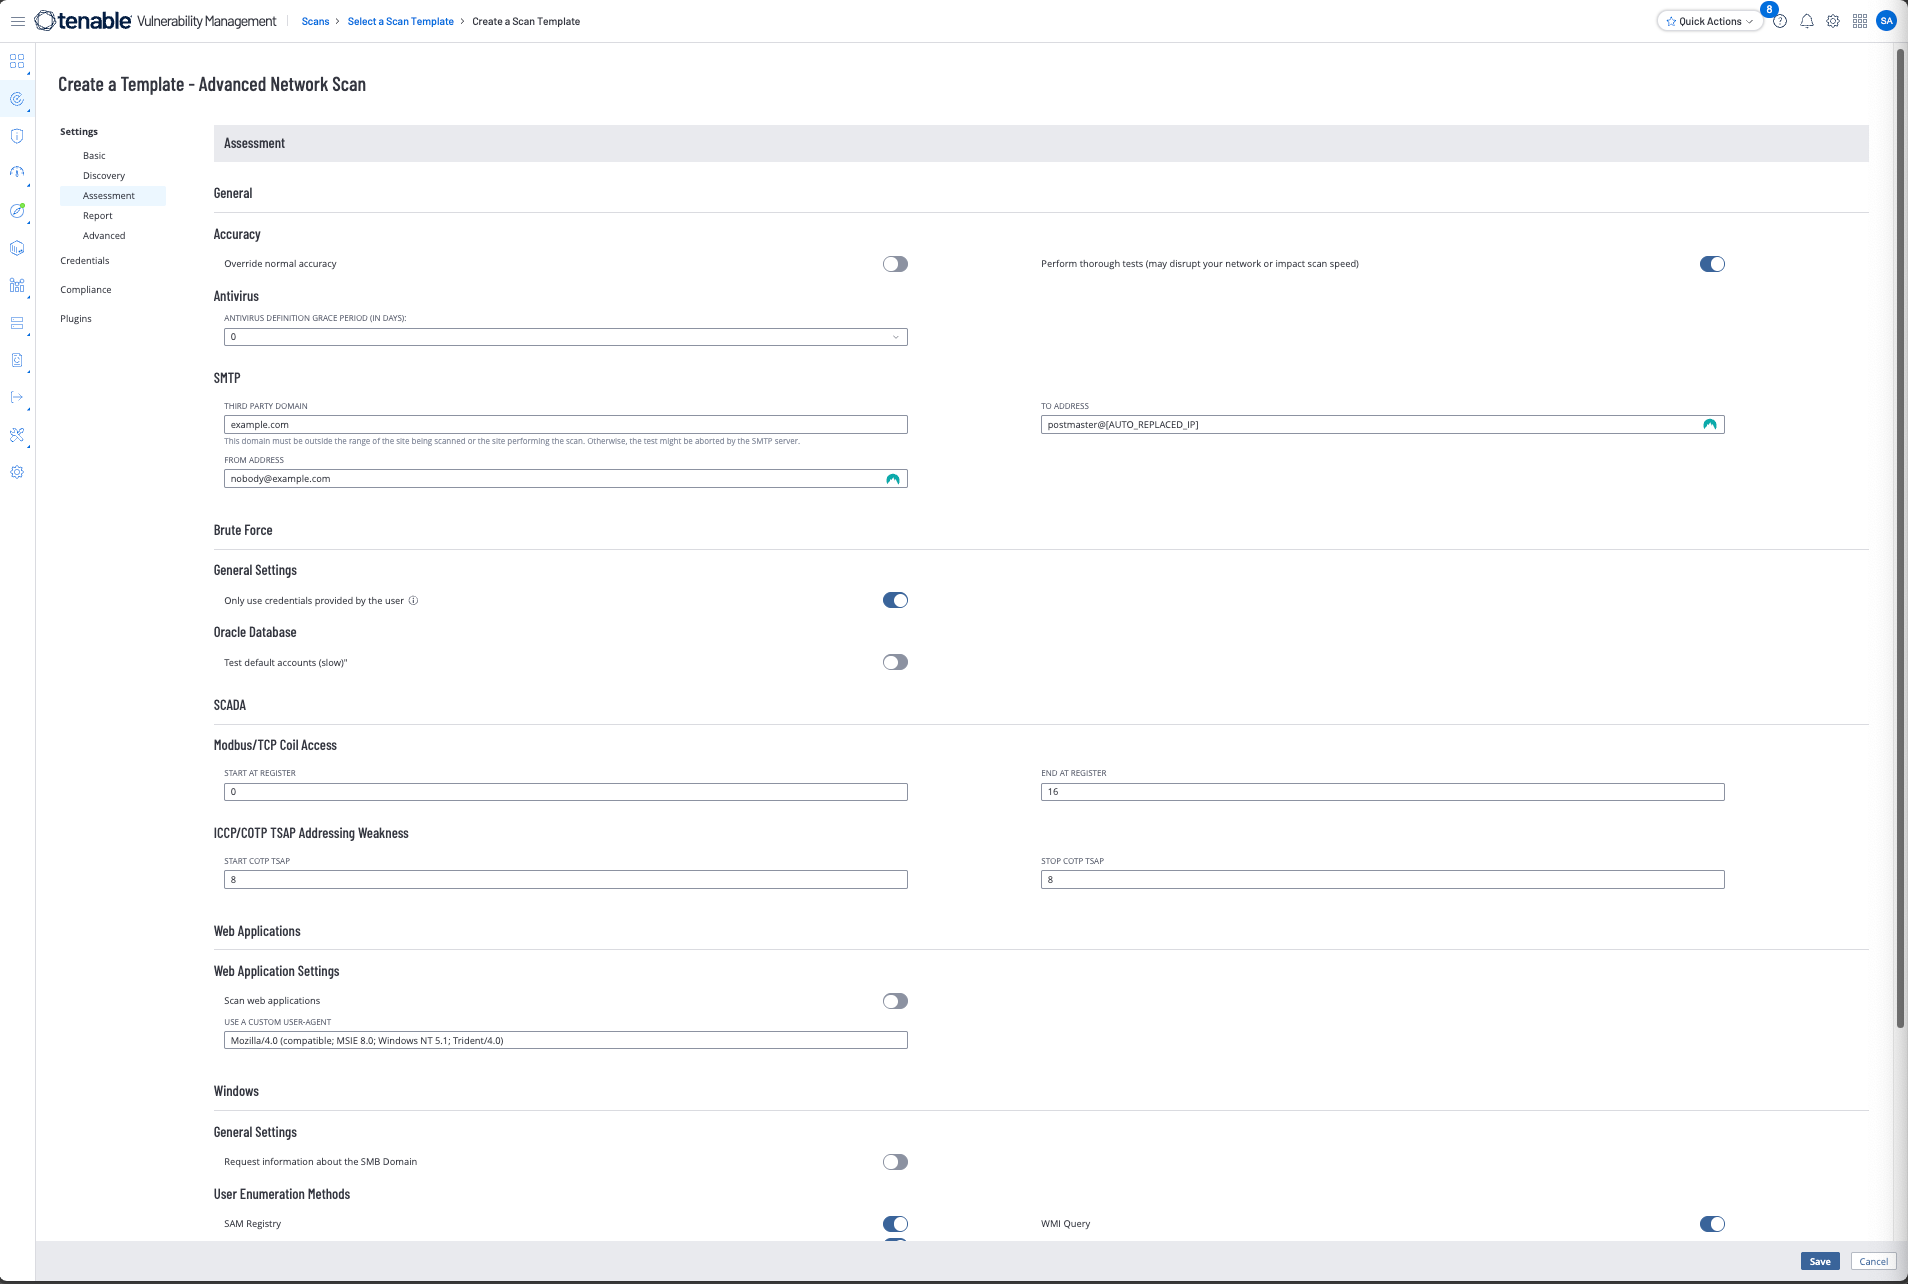 tenable Vulnerability Management
Scans > Select a Scan Template > Create a Scan Template
Quick Actions
8
?
SA
Create a Template - Advanced Network Scan
Settings
Basic
Discovery
Assessment
Report
Advanced
Credentials
Compliance
Plugins
Assessment
General
Accuracy
Override normal accuracy
Perform thorough tests (may disrupt your network or impact scan speed)
Antivirus
ANTIVIRUS DEFINITION GRACE PERIOD (IN DAYS):
0
SMTP
THIRD PARTY DOMAIN
example.com
This domain must be outside the range of the site being scanned or the site performing the scan. Otherwise, the test might be aborted by the SMTP server.
TO ADDRESS
postmaster@[AUTO_REPLACED_IP]
FROM ADDRESS
nobody@example.com
Brute Force
General Settings
Only use credentials provided by the user
Oracle Database
Test default accounts (slow)"
SCADA
Modbus/TCP Coil Access
START AT REGISTER
0
END AT REGISTER
16
ICCP/COTP TSAP Addressing Weakness
START COTP TSAP
8
STOP COTP TSAP
8
Web Applications
Web Application Settings
Scan web applications
USE A CUSTOM USER-AGENT
Mozilla/4.0 (compatible; MSIE 8.0; Windows NT 5.1; Trident/4.0)
Windows
General Settings
Request information about the SMB Domain
User Enumeration Methods
SAM Registry
WMI Query
Save
Cancel